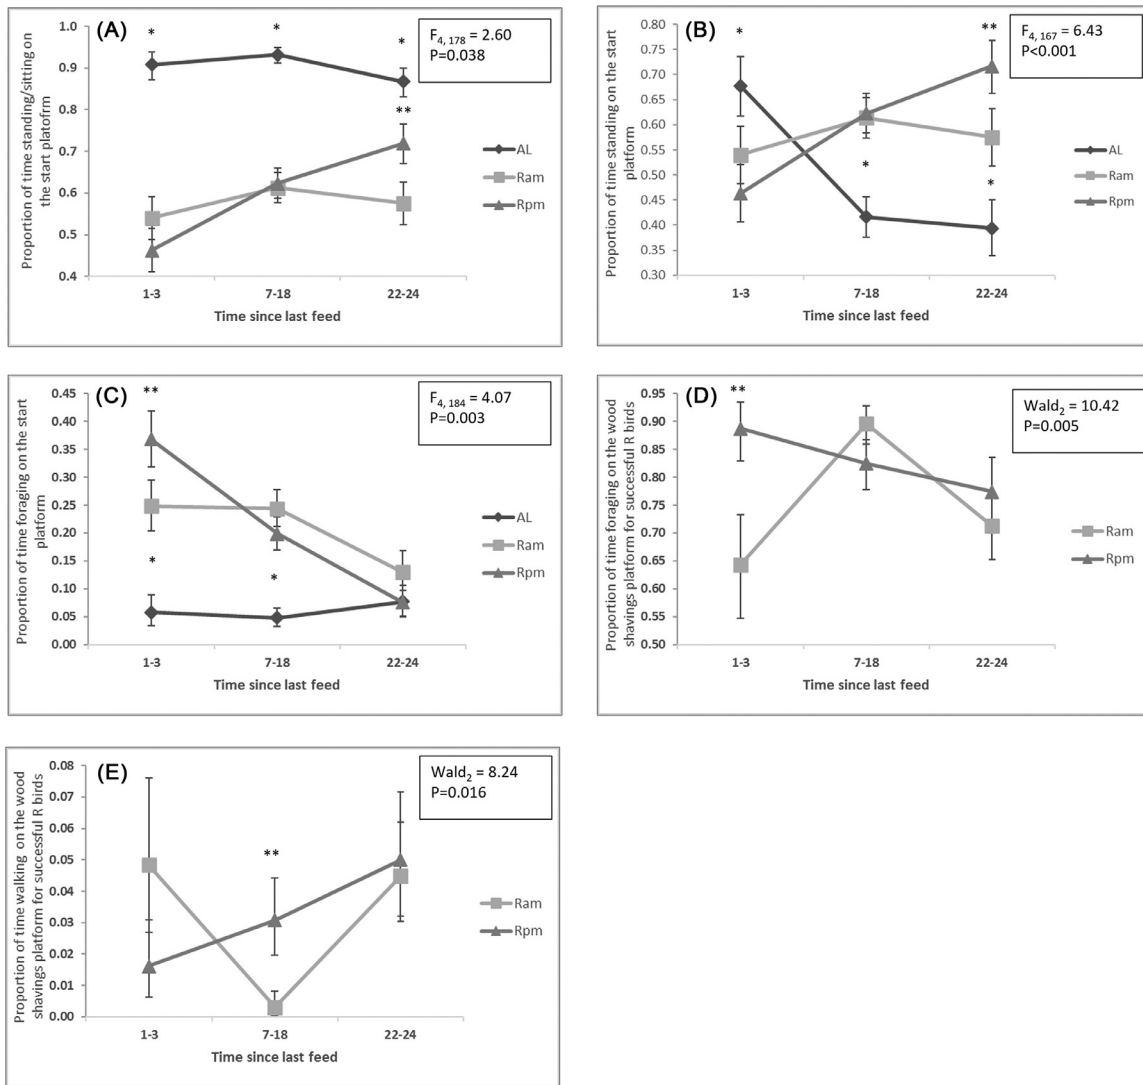 (A)
F4, 178 = 2.60
P=0.038
Proportion of time standing/sitting on
the start platofrm
1.0
0.9
0.8
0.7
0.6
0.5
0.4
*
*
*
**
AL
Ram
Rpm
1-3
7-18
22-24
Time since last feed
(B)
F4, 167 = 6.43
P<0.001
Proportion of time standing on the start
platform
0.80
0.75
0.70
0.65
0.60
0.55
0.50
0.45
0.40
0.35
0.30
*
**
*
*
AL
Ram
Rpm
1-3
7-18
22-24
Time since last feed
(C)
F4, 184 = 4.07
P=0.003
Proportion of time foraging on the start
platform
0.45
0.40
0.35
0.30
0.25
0.20
0.15
0.10
0.05
0.00
**
*
*
AL
Ram
Rpm
1-3
7-18
22-24
Time since last feed
(D)
Wald2 = 10.42
P=0.005
Proportion of time foraging on the wood
shavings platform for successful R birds
0.95
0.90
0.85
0.80
0.75
0.70
0.65
0.60
0.55
0.50
**
Ram
Rpm
1-3
7-18
22-24
Time since last feed
(E)
Wald2 = 8.24
P=0.016
Proportion of time walking on the wood
shavings platform for successful R birds
0.08
0.07
0.06
0.05
0.04
0.03
0.02
0.01
0.00
**
Ram
Rpm
1-3
7-18
22-24
Time since last feed